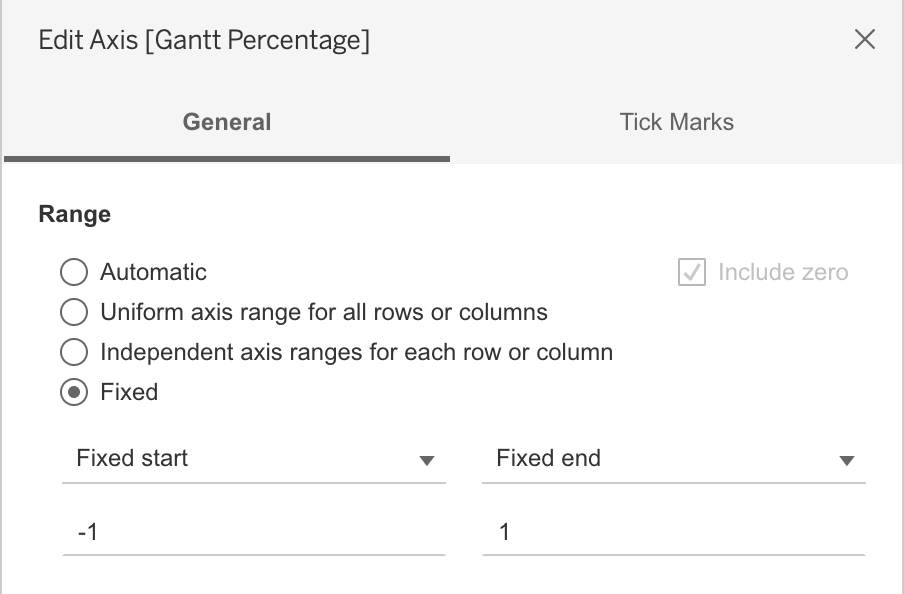 Edit Axis [Gantt Percentage]
General
Tick Marks
Range
Automatic
Include zero
Uniform axis range for all rows or columns
Independent axis ranges for each row or column
Fixed
Fixed start
Fixed end
-1
1